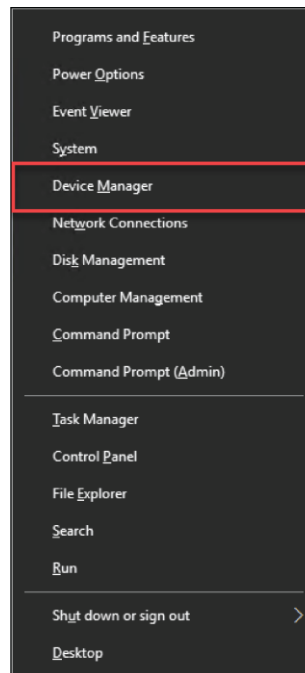 Programs and Features
Power Options
Event Viewer
System
Device Manager
Network Connections
Disk Management
Computer Management
Command Prompt
Command Prompt (Admin)
Task Manager
Control Panel
File Explorer
Search
Run
Shut down or sign out
Desktop